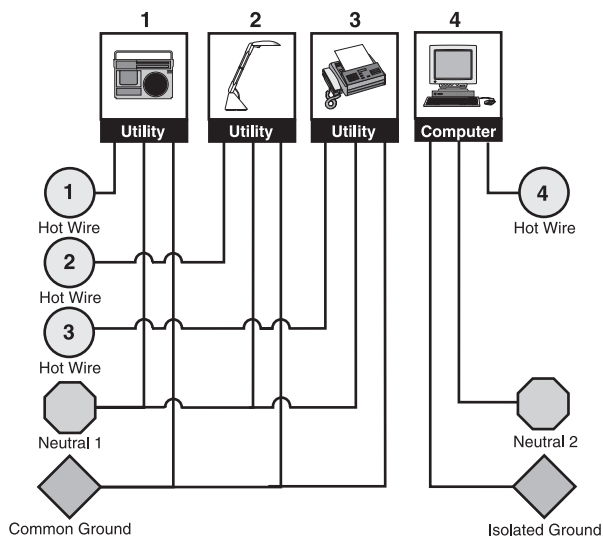 1 2 3 4
Utility Utility Utility Computer
1
Hot Wire
4
Hot Wire
2
Hot Wire
3
Hot Wire
Neutral 1
Neutral 2
Common Ground
Isolated Ground